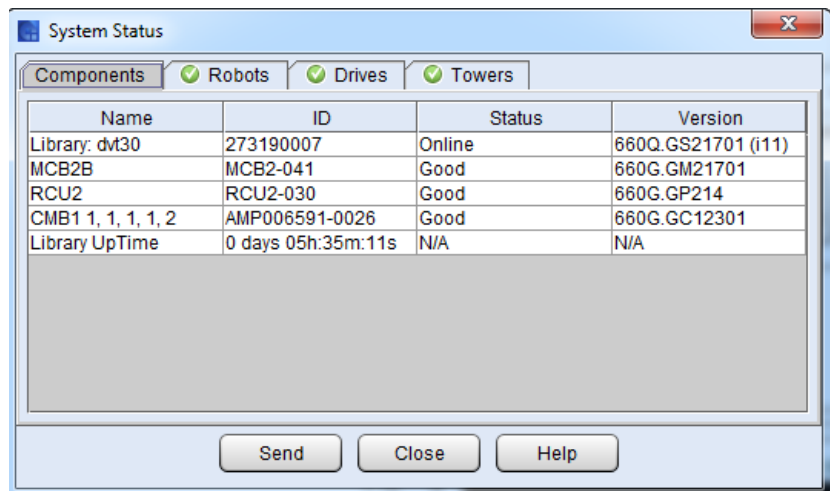 System Status
Components Robots Drives Towers
Name ID Status Version
Library: dvt30 273190007 Online 660Q.GS21701 (i11)
MCB2B MCB2-041 Good 660G.GM21701
RCU2 RCU2-030 Good 660G.GP214
CMB1 1, 1, 1, 1, 2 AMP006591-0026 Good 660G.GC12301
Library UpTime 0 days 05h:35m:11s N/A N/A
Send Close Help